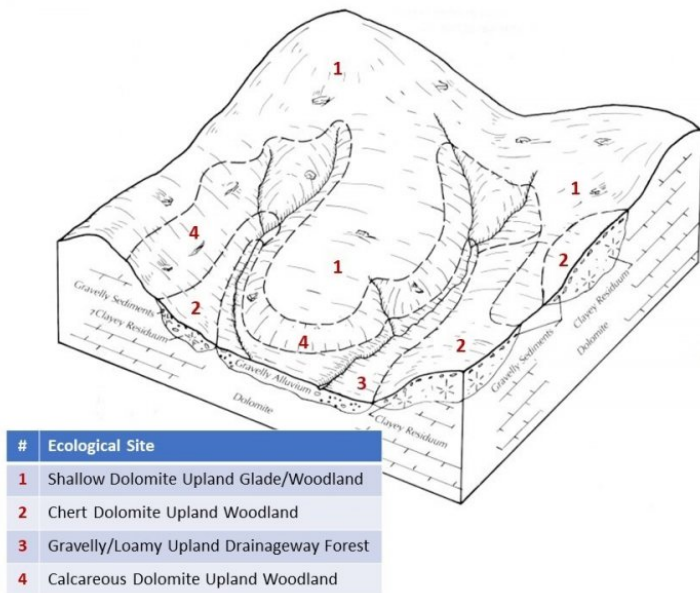 1
1
4
2
1
2
4
2
3
Gravelly Sediments
?Clayey Residuum
Gravelly Alluvium
Dolomite
Clayey Residuum
Gravelly Sediments
Clayey Residuum
Dolomite
# Ecological Site
1 Shallow Dolomite Upland Glade/Woodland
2 Chert Dolomite Upland Woodland
3 Gravelly/Loamy Upland Drainageway Forest
4 Calcareous Dolomite Upland Woodland